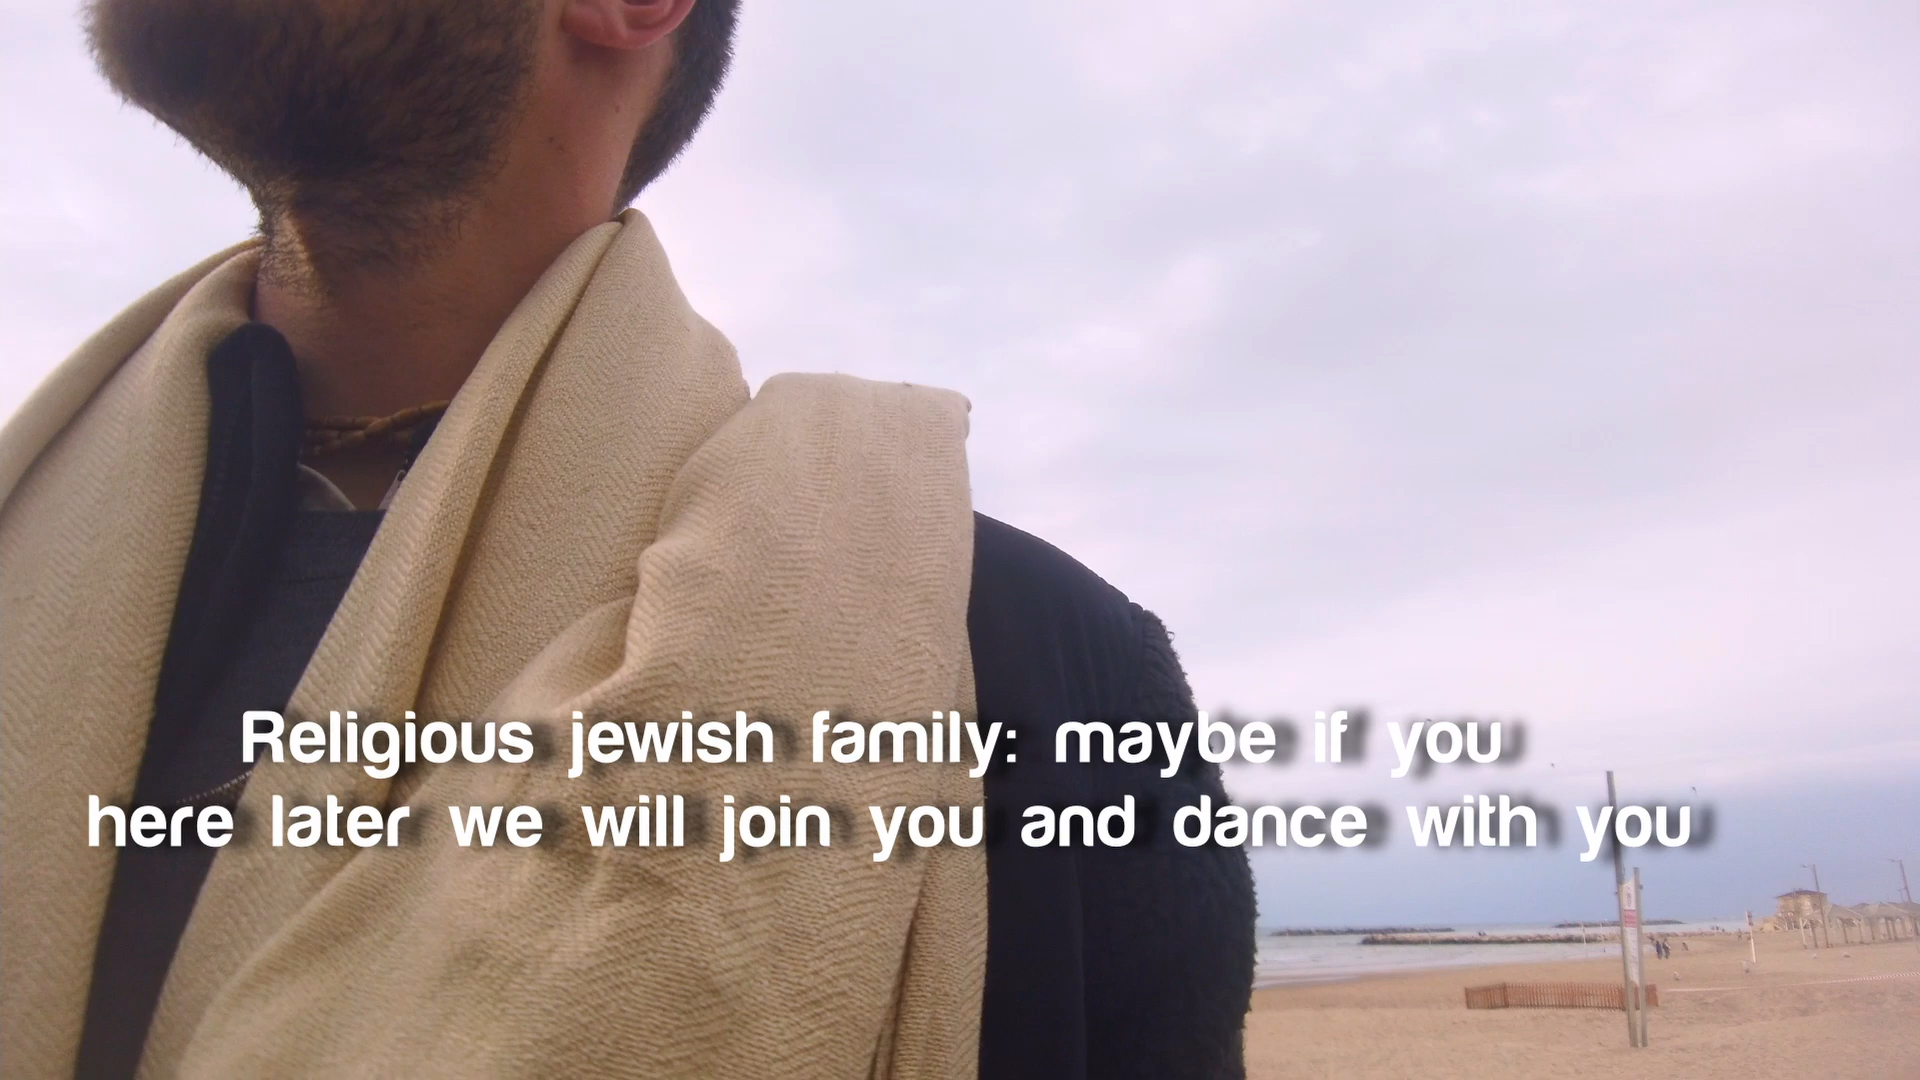 Religious jewish family: maybe if you
here later we will join you and dance with you